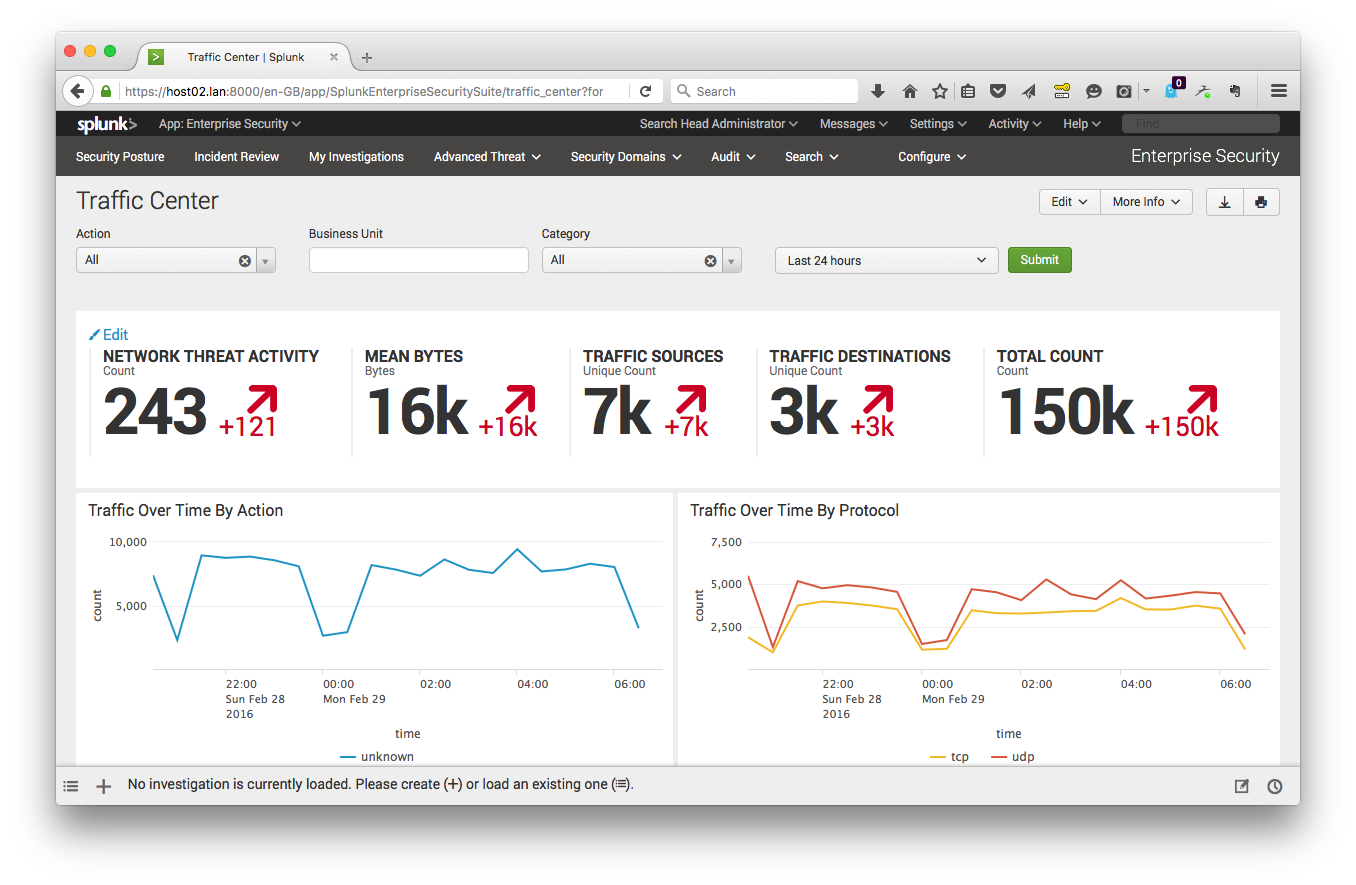 Traffic Center | Splunk
https://host02.lan:8000/en-GB/app/SplunkEnterpriseSecuritySuite/traffic_center?for
Search
0
splunk>
App: Enterprise Security
Search Head Administrator
Messages
Settings
Activity
Help
Find
Security Posture
Incident Review
My Investigations
Advanced Threat
Security Domains
Audit
Search
Configure
Enterprise Security
Traffic Center
Edit
More Info
Action
Business Unit
Category
All
All
Last 24 hours
Submit
Edit
NETWORK THREAT ACTIVITY
Count
243 +121
MEAN BYTES
Bytes
16k +16k
TRAFFIC SOURCES
Unique Count
7k +7k
TRAFFIC DESTINATIONS
Unique Count
3k +3k
TOTAL COUNT
Count
150k +150k
Traffic Over Time By Action
10,000
5,000
count
22:00
Sun Feb 28
2016
00:00
Mon Feb 29
02:00
04:00
06:00
time
unknown
Traffic Over Time By Protocol
7,500
5,000
2,500
count
22:00
Sun Feb 28
2016
00:00
Mon Feb 29
02:00
04:00
06:00
time
tcp
udp
No investigation is currently loaded. Please create (+) or load an existing one (≔).